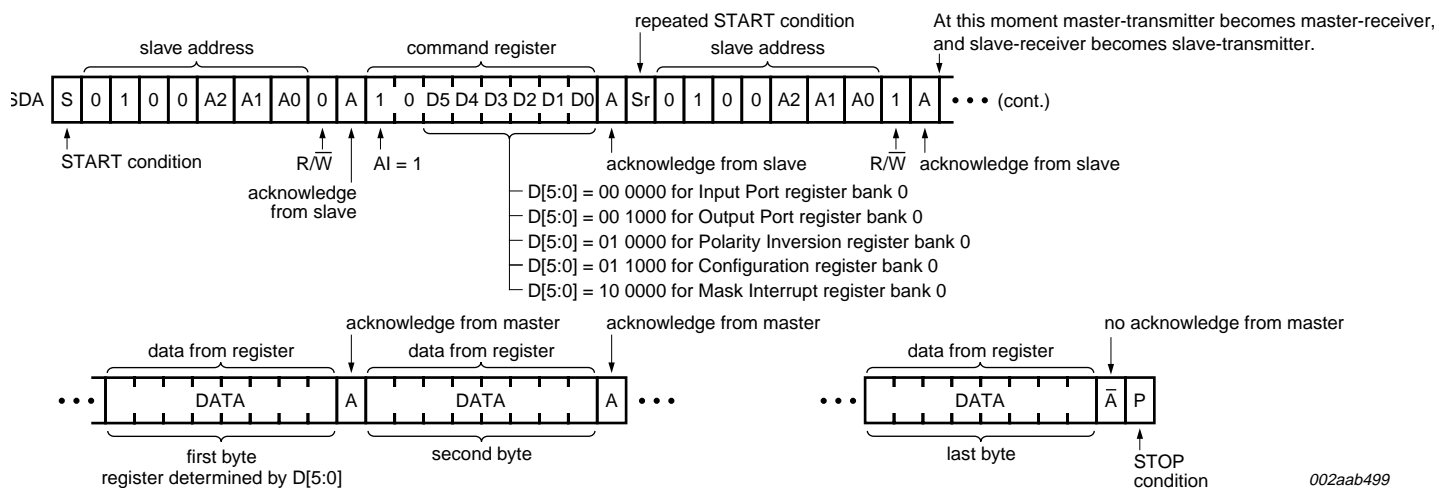 repeated START condition
At this moment master-transmitter becomes master-receiver,
and slave-receiver becomes slave-transmitter.
slave address
command register
slave address
SDA S 0 1 0 0 A2 A1 A0 0 A 1 0 D5 D4 D3 D2 D1 D0 A Sr 0 1 0 0 A2 A1 A0 1 A • • • (cont.)
START condition
R/W̅
AI = 1
acknowledge from slave
R/W̅
acknowledge from slave
acknowledge
from slave
D[5:0] = 00 0000 for Input Port register bank 0
D[5:0] = 00 1000 for Output Port register bank 0
D[5:0] = 01 0000 for Polarity Inversion register bank 0
D[5:0] = 01 1000 for Configuration register bank 0
D[5:0] = 10 0000 for Mask Interrupt register bank 0
acknowledge from master
acknowledge from master
no acknowledge from master
data from register
data from register
data from register
• • • DATA A DATA A • • • • • • DATA A̅ P
first byte
register determined by D[5:0]
second byte
last byte
STOP
condition
002aab499